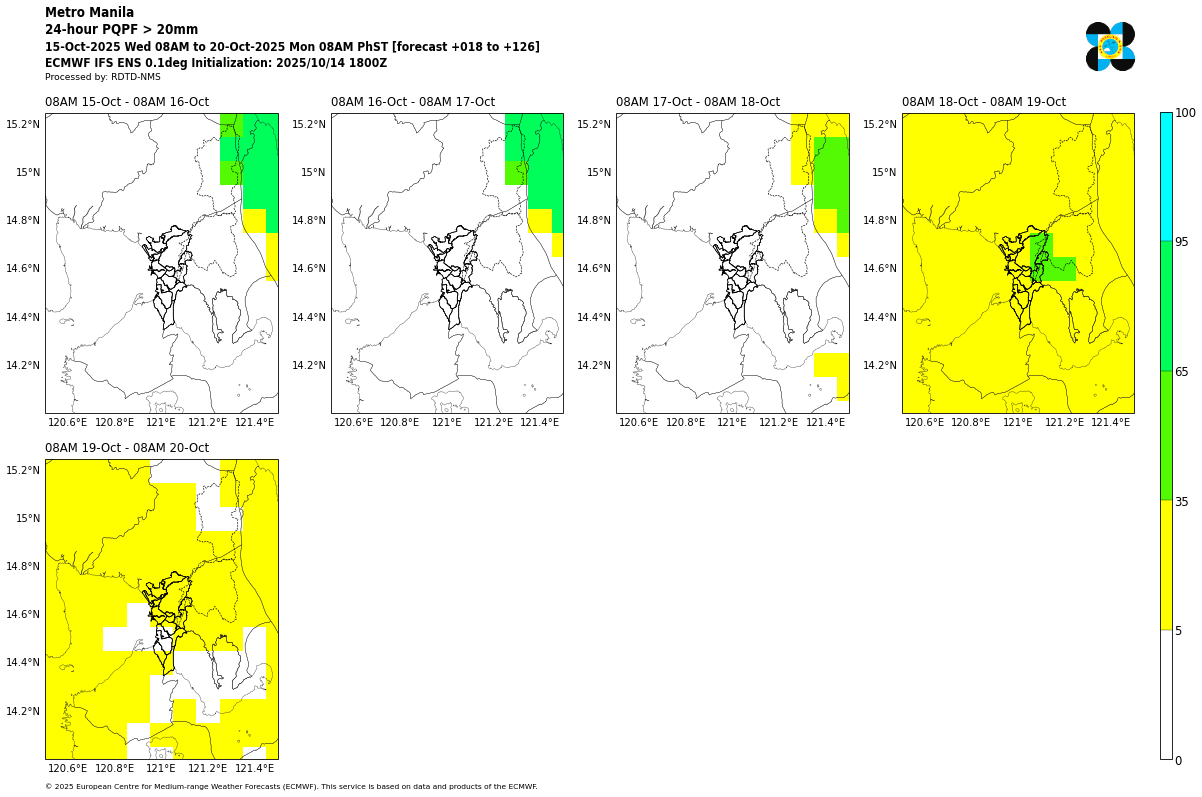 Metro Manila
24-hour PQPF > 20mm
15-Oct-2025 Wed 08AM to 20-Oct-2025 Mon 08AM PhST [forecast +018 to +126]
ECMWF IFS ENS 0.1deg Initialization: 2025/10/14 1800Z
Processed by: RDTD-NMS
08AM 15-Oct - 08AM 16-Oct
08AM 16-Oct - 08AM 17-Oct
08AM 17-Oct - 08AM 18-Oct
08AM 18-Oct - 08AM 19-Oct
15.2°N 15.2°N 15.2°N 15.2°N
15°N 15°N 15°N 15°N
14.8°N 14.8°N 14.8°N 14.8°N
14.6°N 14.6°N 14.6°N 14.6°N
14.4°N 14.4°N 14.4°N 14.4°N
14.2°N 14.2°N 14.2°N 14.2°N
120.6°E 120.8°E 121°E 121.2°E 121.4°E
120.6°E 120.8°E 121°E 121.2°E 121.4°E
120.6°E 120.8°E 121°E 121.2°E 121.4°E
120.6°E 120.8°E 121°E 121.2°E 121.4°E
08AM 19-Oct - 08AM 20-Oct
15.2°N
15°N
14.8°N
14.6°N
14.4°N
14.2°N
120.6°E 120.8°E 121°E 121.2°E 121.4°E
100
95
65
35
5
0
© 2025 European Centre for Medium-range Weather Forecasts (ECMWF). This service is based on data and products of the ECMWF.